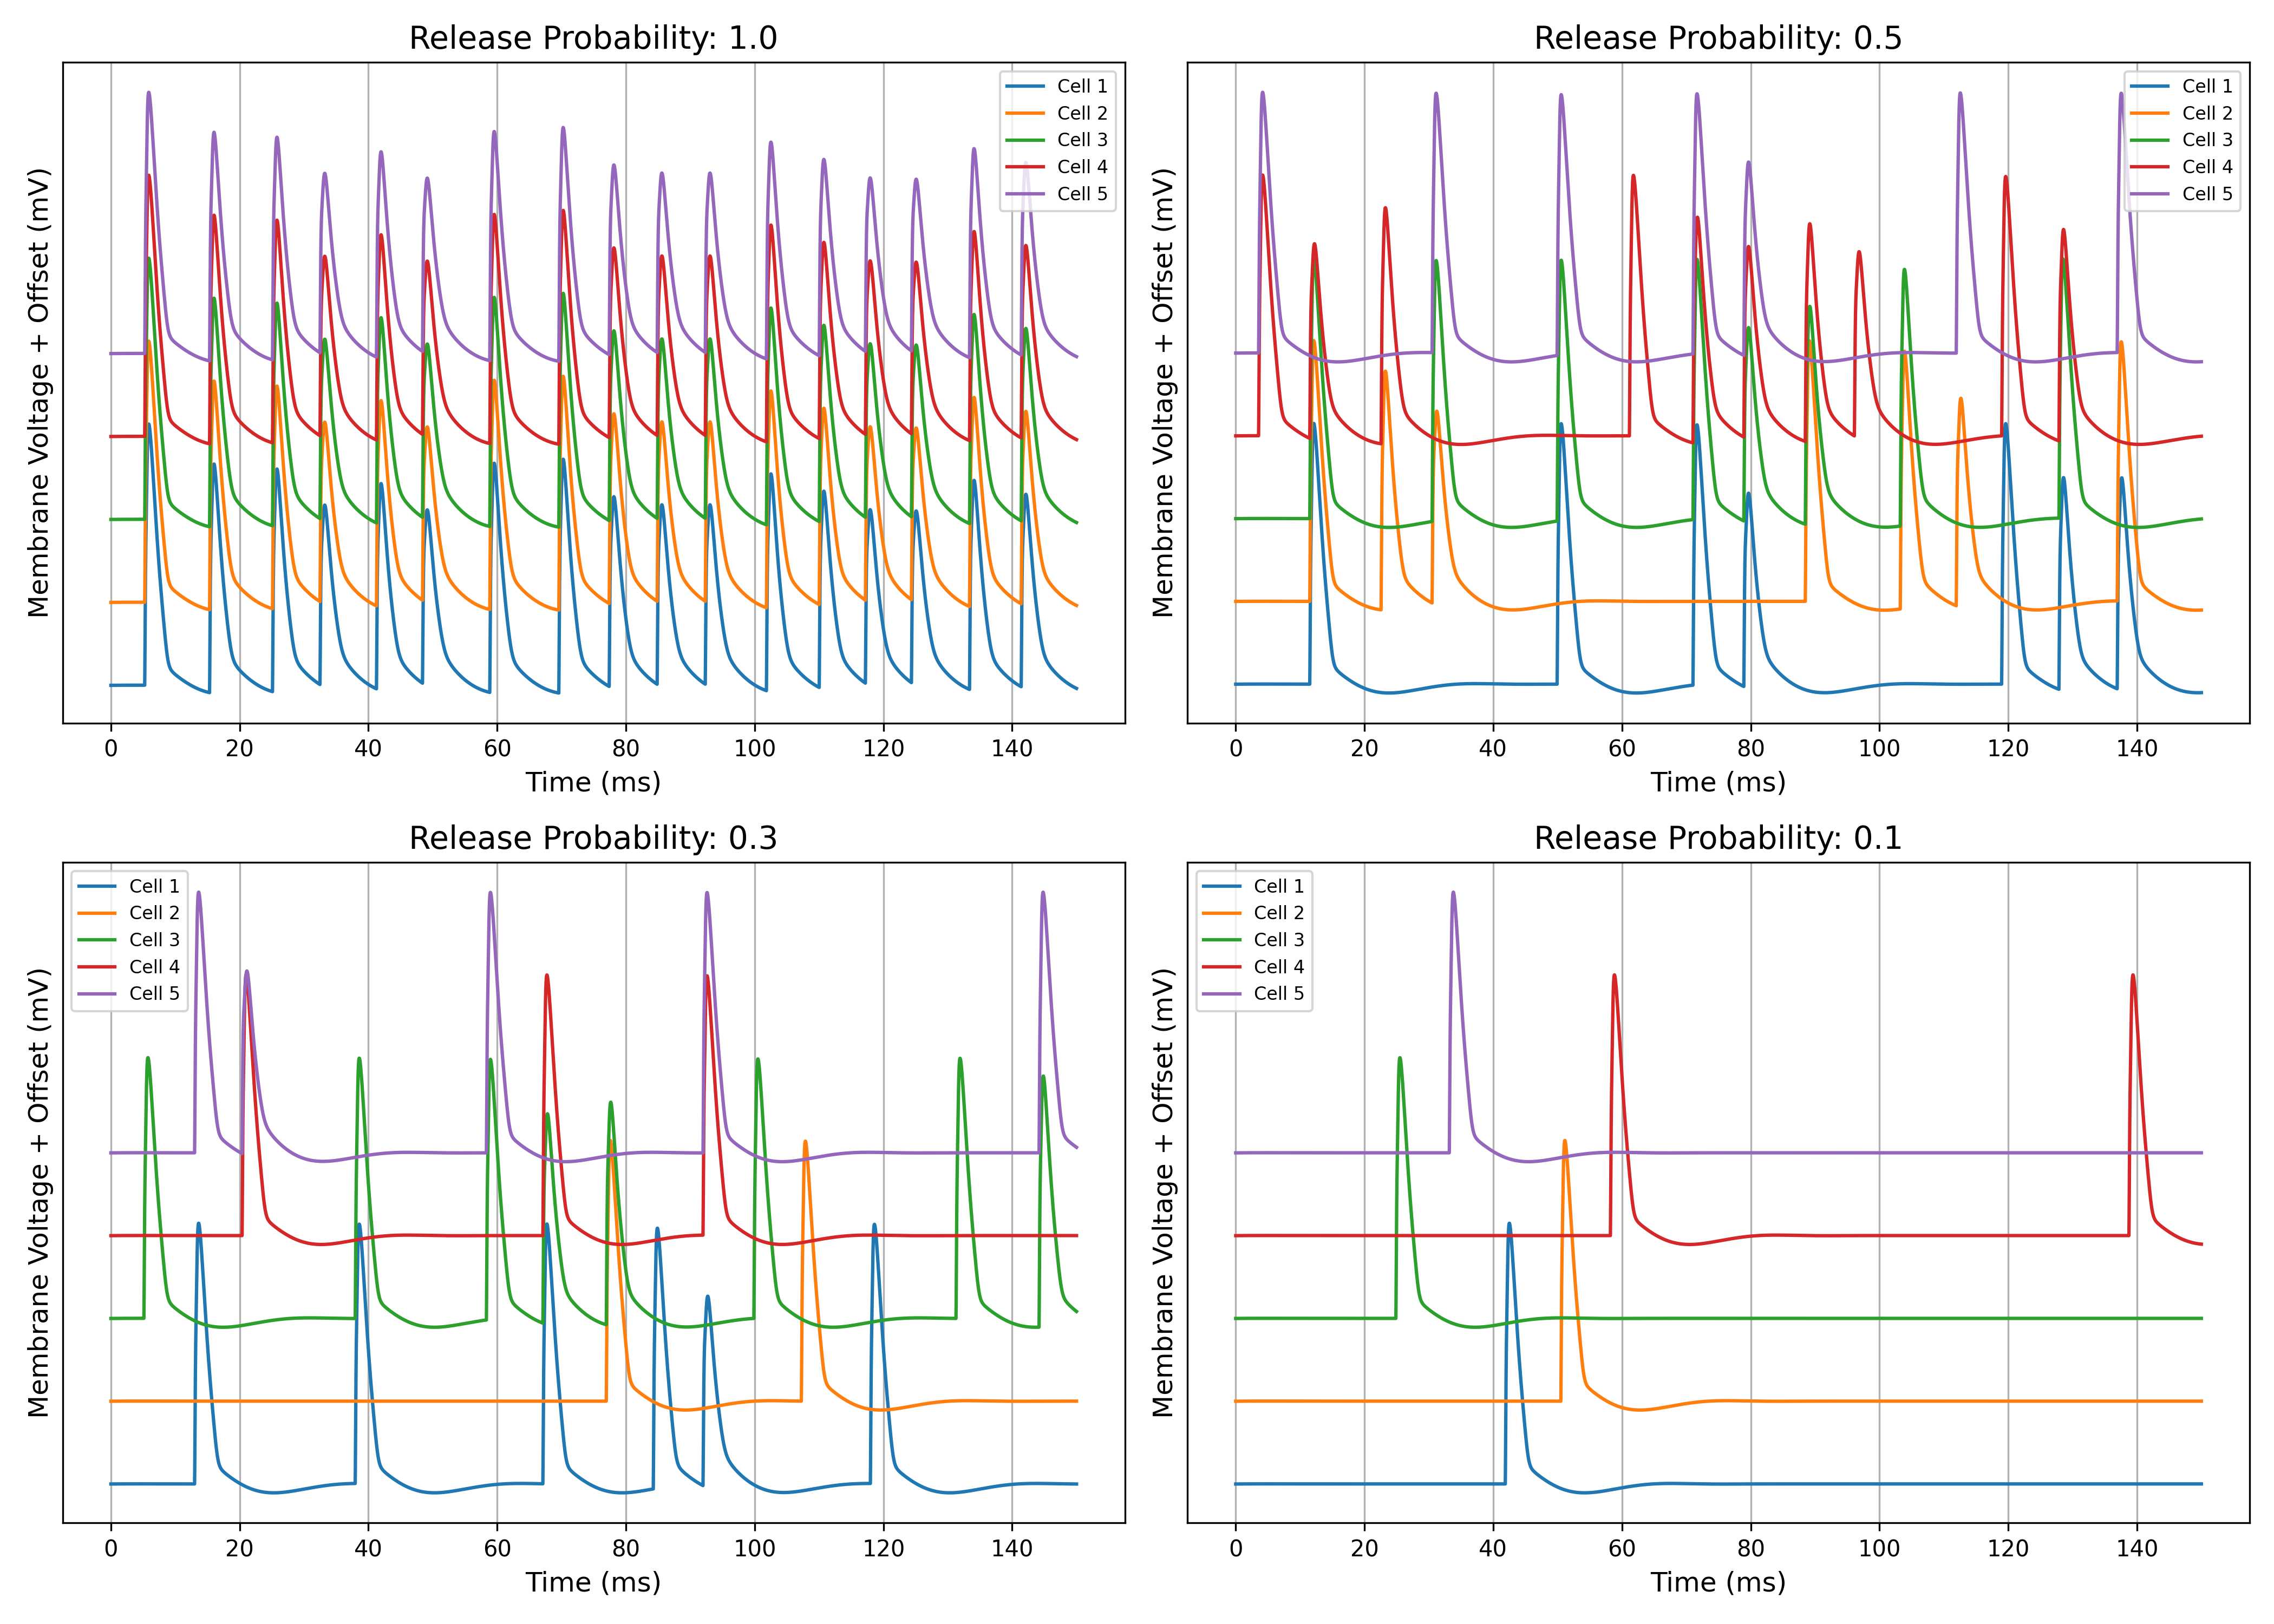 Release Probability: 1.0
Membrane Voltage + Offset (mV)
Cell 1
Cell 2
Cell 3
Cell 4
Cell 5
0 20 40 60 80 100 120 140
Time (ms)
Release Probability: 0.5
Membrane Voltage + Offset (mV)
Cell 1
Cell 2
Cell 3
Cell 4
Cell 5
0 20 40 60 80 100 120 140
Time (ms)
Release Probability: 0.3
Membrane Voltage + Offset (mV)
Cell 1
Cell 2
Cell 3
Cell 4
Cell 5
0 20 40 60 80 100 120 140
Time (ms)
Release Probability: 0.1
Membrane Voltage + Offset (mV)
Cell 1
Cell 2
Cell 3
Cell 4
Cell 5
0 20 40 60 80 100 120 140
Time (ms)